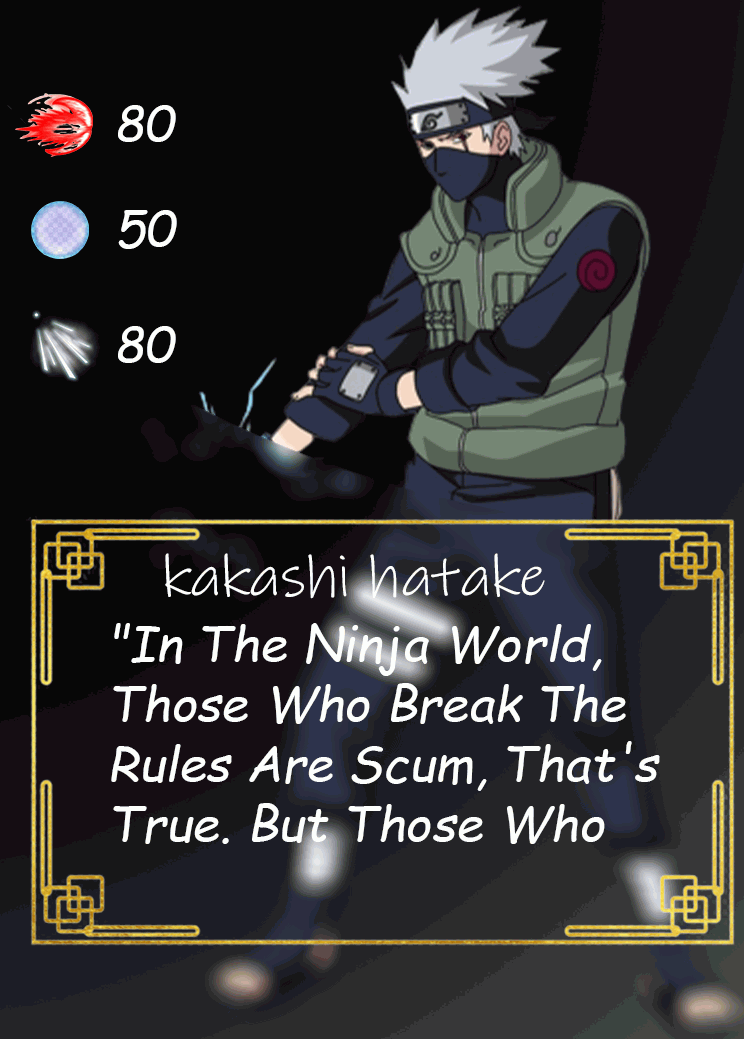 80
50
80
kakashi hatake
"In The Ninja World,
Those Who Break The
Rules Are Scum, That's
True. But Those Who